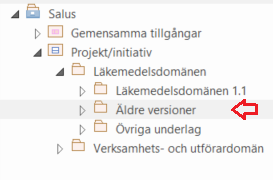 Salus
Gemensamma tillgångar
Projekt/initiativ
Läkemedelsdomänen
Läkemedelsdomänen 1.1
Äldre versioner
Övriga underlag
Verksamhets- och utförardomän